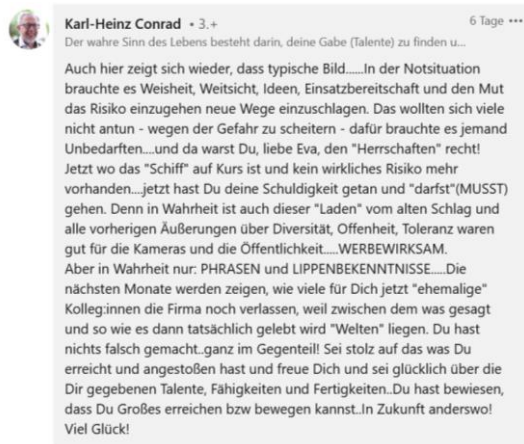 Karl-Heinz Conrad • 3.+
6 Tage •••
Der wahre Sinn des Lebens besteht darin, deine Gabe (Talente) zu finden u...
Auch hier zeigt sich wieder, dass typische Bild......In der Notsituation
brauchte es Weisheit, Weitsicht, Ideen, Einsatzbereitschaft und den Mut
das Risiko einzugehen neue Wege einzuschlagen. Das wollten sich viele
nicht antun - wegen der Gefahr zu scheitern - dafür brauchte es jemand
Unbedarften....und da warst Du, liebe Eva, den "Herrschaften" recht!
Jetzt wo das "Schiff" auf Kurs ist und kein wirkliches Risiko mehr
vorhanden....jetzt hast Du deine Schuldigkeit getan und "darfst"(MUSST)
gehen. Denn in Wahrheit ist auch dieser "Laden" vom alten Schlag und
alle vorherigen Äußerungen über Diversität, Offenheit, Toleranz waren
gut für die Kameras und die Öffentlichkeit.....WERBEWIRKSAM.
Aber in Wahrheit nur: PHRASEN und LIPPENBEKENNTNISSE.....Die
nächsten Monate werden zeigen, wie viele für Dich jetzt "ehemalige"
Kolleg:innen die Firma noch verlassen, weil zwischen dem was gesagt
und so wie es dann tatsächlich gelebt wird "Welten" liegen. Du hast
nichts falsch gemacht..ganz im Gegenteil! Sei stolz auf das was Du
erreicht und angestoßen hast und freue Dich und sei glücklich über die
Dir gegebenen Talente, Fähigkeiten und Fertigkeiten..Du hast bewiesen,
dass Du Großes erreichen bzw bewegen kannst..In Zukunft anderswo!
Viel Glück!